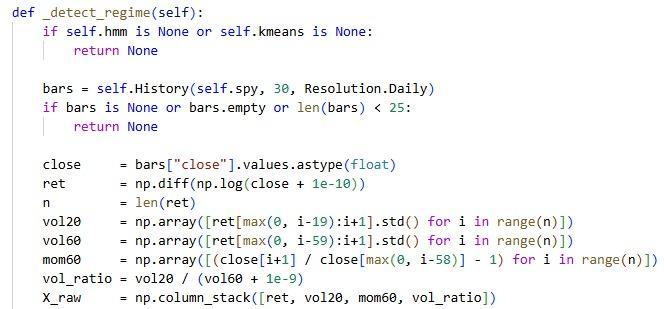 def _detect_regime(self):
    if self.hmm is None or self.kmeans is None:
        return None

    bars = self.History(self.spy, 30, Resolution.Daily)
    if bars is None or bars.empty or len(bars) < 25:
        return None

    close     = bars["close"].values.astype(float)
    ret       = np.diff(np.log(close + 1e-10))
    n         = len(ret)
    vol20     = np.array([ret[max(0, i-19):i+1].std() for i in range(n)])
    vol60     = np.array([ret[max(0, i-59):i+1].std() for i in range(n)])
    mom60     = np.array([(close[i+1] / close[max(0, i-58)] - 1) for i in range(n)])
    vol_ratio = vol20 / (vol60 + 1e-9)
    X_raw     = np.column_stack([ret, vol20, mom60, vol_ratio])